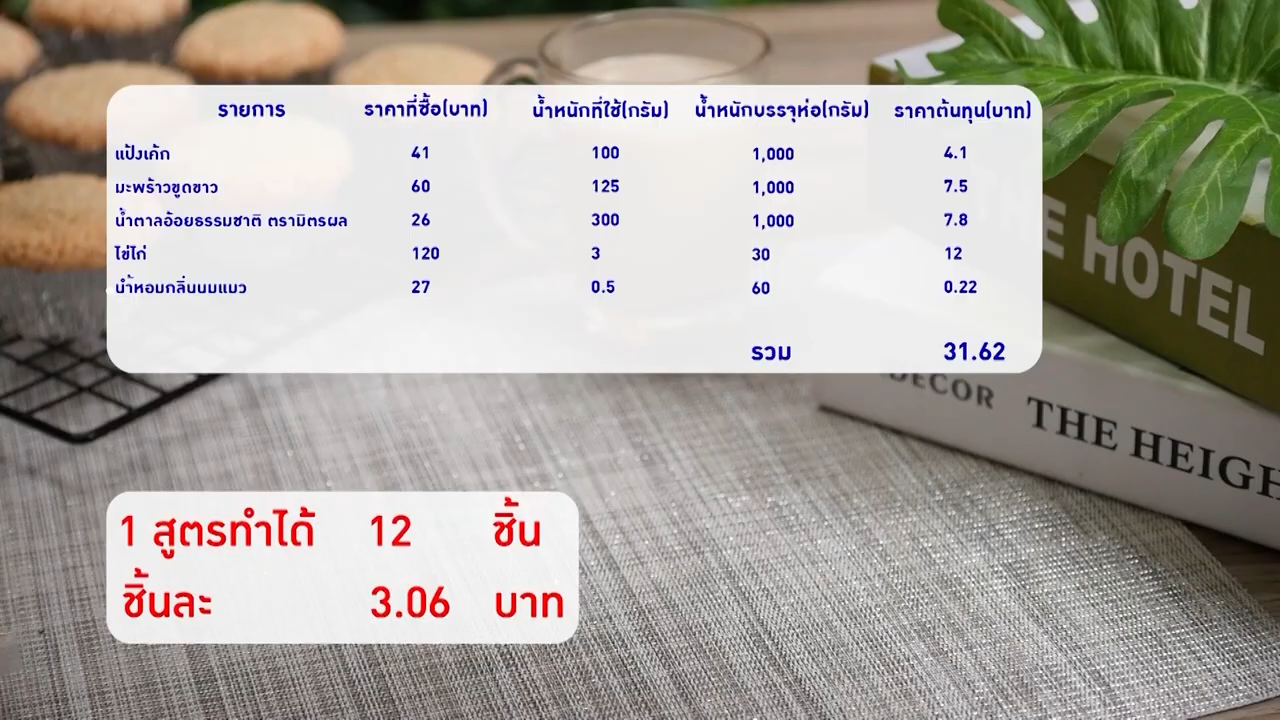 รายการ ราคาที่ซื้อ(บาท) น้ำหนักที่ใช้(กรัม) น้ำหนักบรรจุห่อ(กรัม) ราคาต้นทุน(บาท)
แป้งเค้ก 41 100 1,000 4.1
มะพร้าวขูดขาว 60 125 1,000 7.5
น้ำตาลอ้อยธรรมชาติ ตรามิตรผล 26 300 1,000 7.8
ไข่ไก่ 120 3 30 12
น้ำหอมกลิ่นนมแมว 27 0.5 60 0.22
รวม 31.62
HOTEL
DECOR THE HEIGH
1 สูตรทำได้ 12 ชิ้น
ชิ้นละ 3.06 บาท